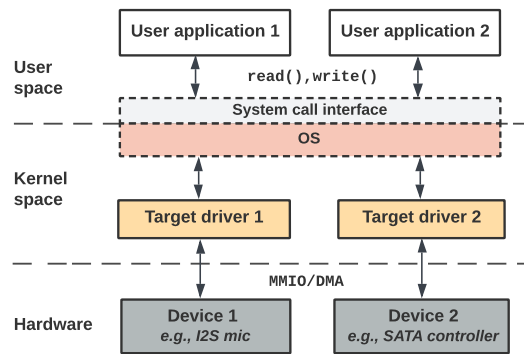 User application 1
User application 2
User
space
read(),write()
System call interface
OS
Kernel
space
Target driver 1
Target driver 2
MMIO/DMA
Hardware
Device 1
e.g., I2S mic
Device 2
e.g., SATA controller